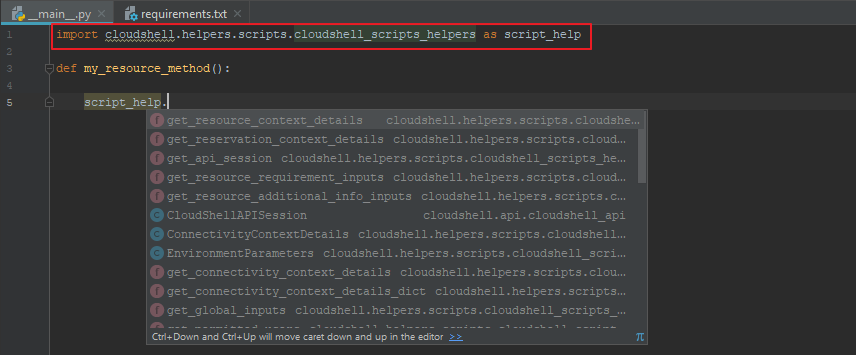 __main__.py × requirements.txt ×
1 import cloudshell.helpers.scripts.cloudshell_scripts_helpers as script_help
2
3 def my_resource_method():
4
5 script_help.
f get_resource_context_details cloudshell.helpers.scripts.cloudshe...
f get_reservation_context_details cloudshell.helpers.scripts.cloud...
f get_api_session cloudshell.helpers.scripts.cloudshell_scripts_he...
f get_resource_requirement_inputs cloudshell.helpers.scripts.cloud...
f get_resource_additional_info_inputs cloudshell.helpers.scripts.c...
C CloudShellAPISession cloudshell.api.cloudshell_api
C ConnectivityContextDetails cloudshell.helpers.scripts.cloudshell...
C EnvironmentParameters cloudshell.helpers.scripts.cloudshell_scri...
f get_connectivity_context_details cloudshell.helpers.scripts.clou...
f get_connectivity_context_details_dict cloudshell.helpers.scripts...
f get_global_inputs cloudshell.helpers.scripts.cloudshell_scripts_...
Ctrl+Down and Ctrl+Up will move caret down and up in the editor >> π